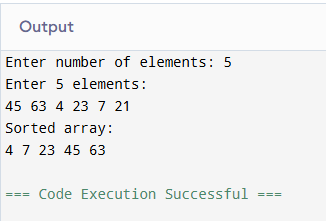 Output
Enter number of elements: 5
Enter 5 elements:
45 63 4 23 7 21
Sorted array:
4 7 23 45 63
=== Code Execution Successful ===